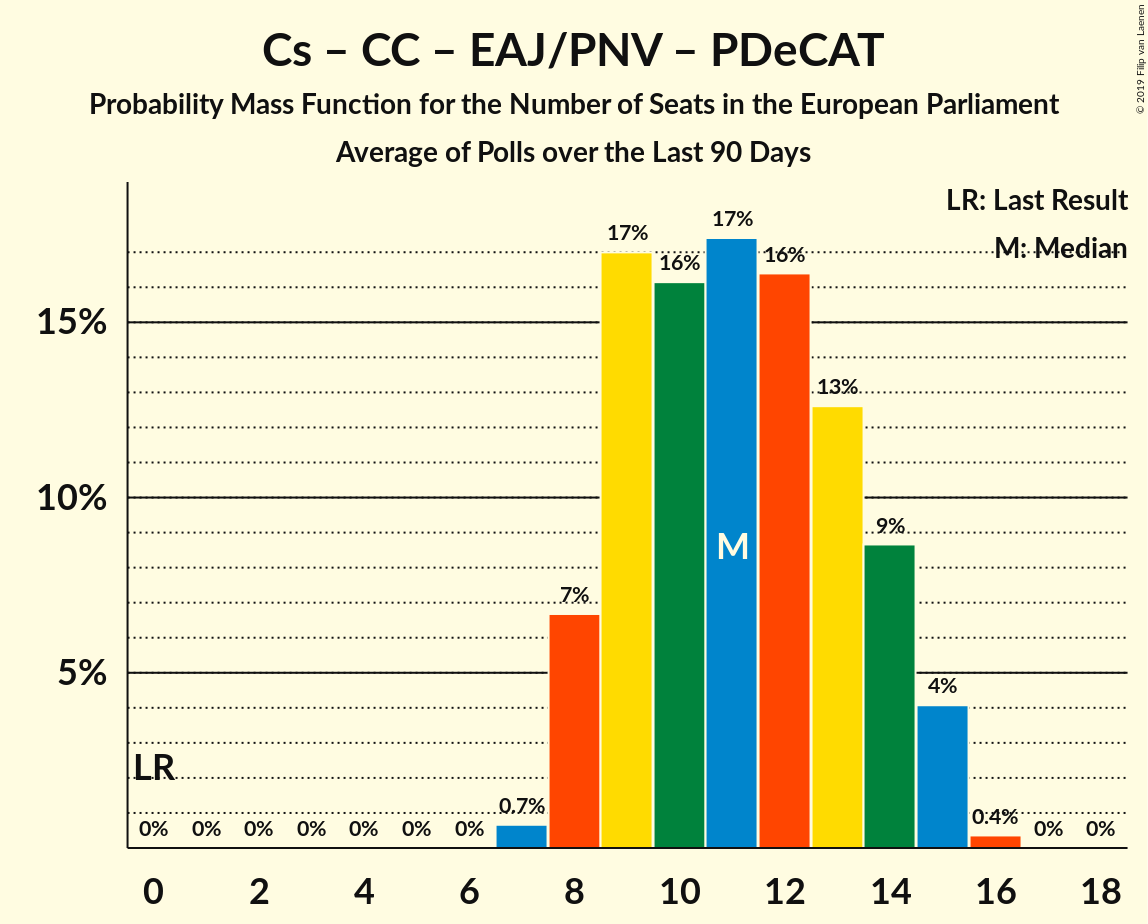 Cs – CC – EAJ/PNV – PDeCAT
Probability Mass Function for the Number of Seats in the European Parliament
Average of Polls over the Last 90 Days
© 2019 Filip van Laenen
LR: Last Result
M: Median
15%
10%
5%
LR
M
0% 0% 0% 0% 0% 0% 0% 0.7% 7% 17% 16% 17% 16% 13% 9% 4% 0.4% 0% 0%
0 2 4 6 8 10 12 14 16 18